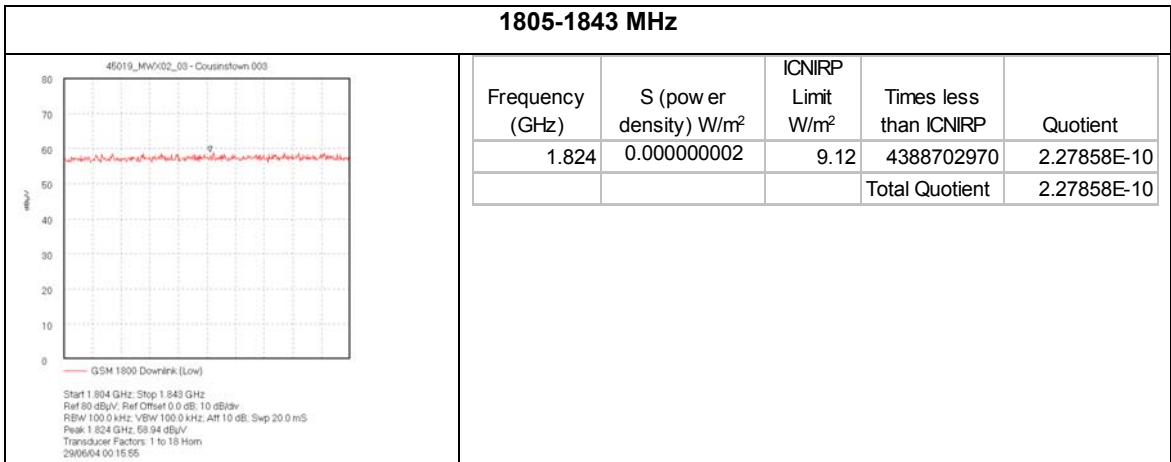 1805-1843 MHz
45019_MWX02_03 - Cousinstown 003
80
70
60
50
40
30
20
10
0
dBµV
GSM 1800 Downlink (Low)
Start 1.804 GHz; Stop 1.843 GHz
Ref 80 dBµV; Ref Offset 0.0 dB; 10 dB/div
RBW 100.0 kHz; VBW 100.0 kHz; Att 10 dB; Swp 20.0 mS
Peak 1.824 GHz, 58.94 dBµV
Transducer Factors: 1 to 18 Horn
29/06/04 00:15:55
Frequency (GHz) S (pow er density) W/m² ICNIRP Limit W/m² Times less than ICNIRP Quotient
1.824 0.000000002 9.12 4388702970 2.27858E-10
Total Quotient 2.27858E-10